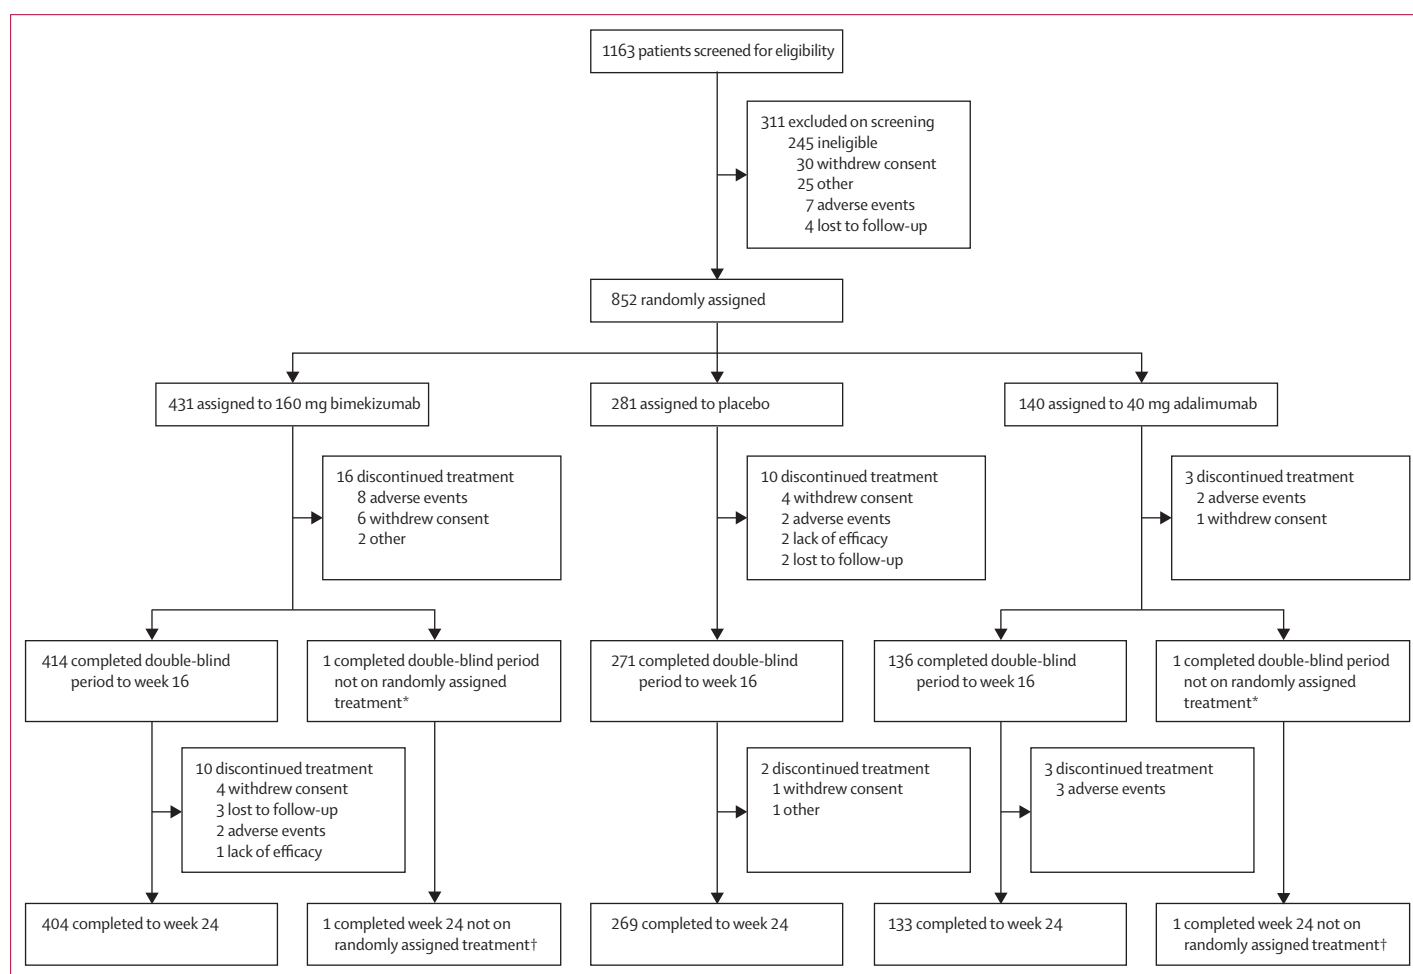 1163 patients screened for eligibility
311 excluded on screening
245 ineligible
30 withdrew consent
25 other
7 adverse events
4 lost to follow-up
852 randomly assigned
431 assigned to 160 mg bimekizumab
281 assigned to placebo
140 assigned to 40 mg adalimumab
16 discontinued treatment
8 adverse events
6 withdrew consent
2 other
10 discontinued treatment
4 withdrew consent
2 adverse events
2 lack of efficacy
2 lost to follow-up
3 discontinued treatment
2 adverse events
1 withdrew consent
414 completed double-blind
period to week 16
1 completed double-blind period
not on randomly assigned
treatment*
271 completed double-blind
period to week 16
136 completed double-blind
period to week 16
1 completed double-blind period
not on randomly assigned
treatment*
10 discontinued treatment
4 withdrew consent
3 lost to follow-up
2 adverse events
1 lack of efficacy
2 discontinued treatment
1 withdrew consent
1 other
3 discontinued treatment
3 adverse events
404 completed to week 24
1 completed week 24 not on
randomly assigned treatment†
269 completed to week 24
133 completed to week 24
1 completed week 24 not on
randomly assigned treatment†